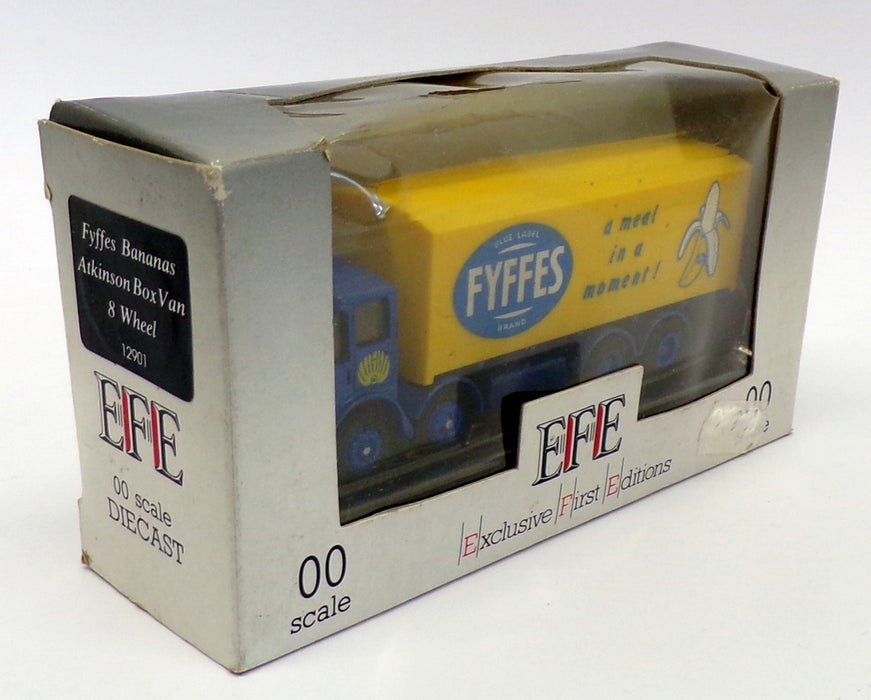 Fyffes Bananas
Atkinson Box Van
8 Wheel
12901
EFE
00 scale
DIECAST
BLUE LABEL
FYFFES
BRAND
a meal
in a
moment!
EFE
Exclusive First Editions
00
scale
00